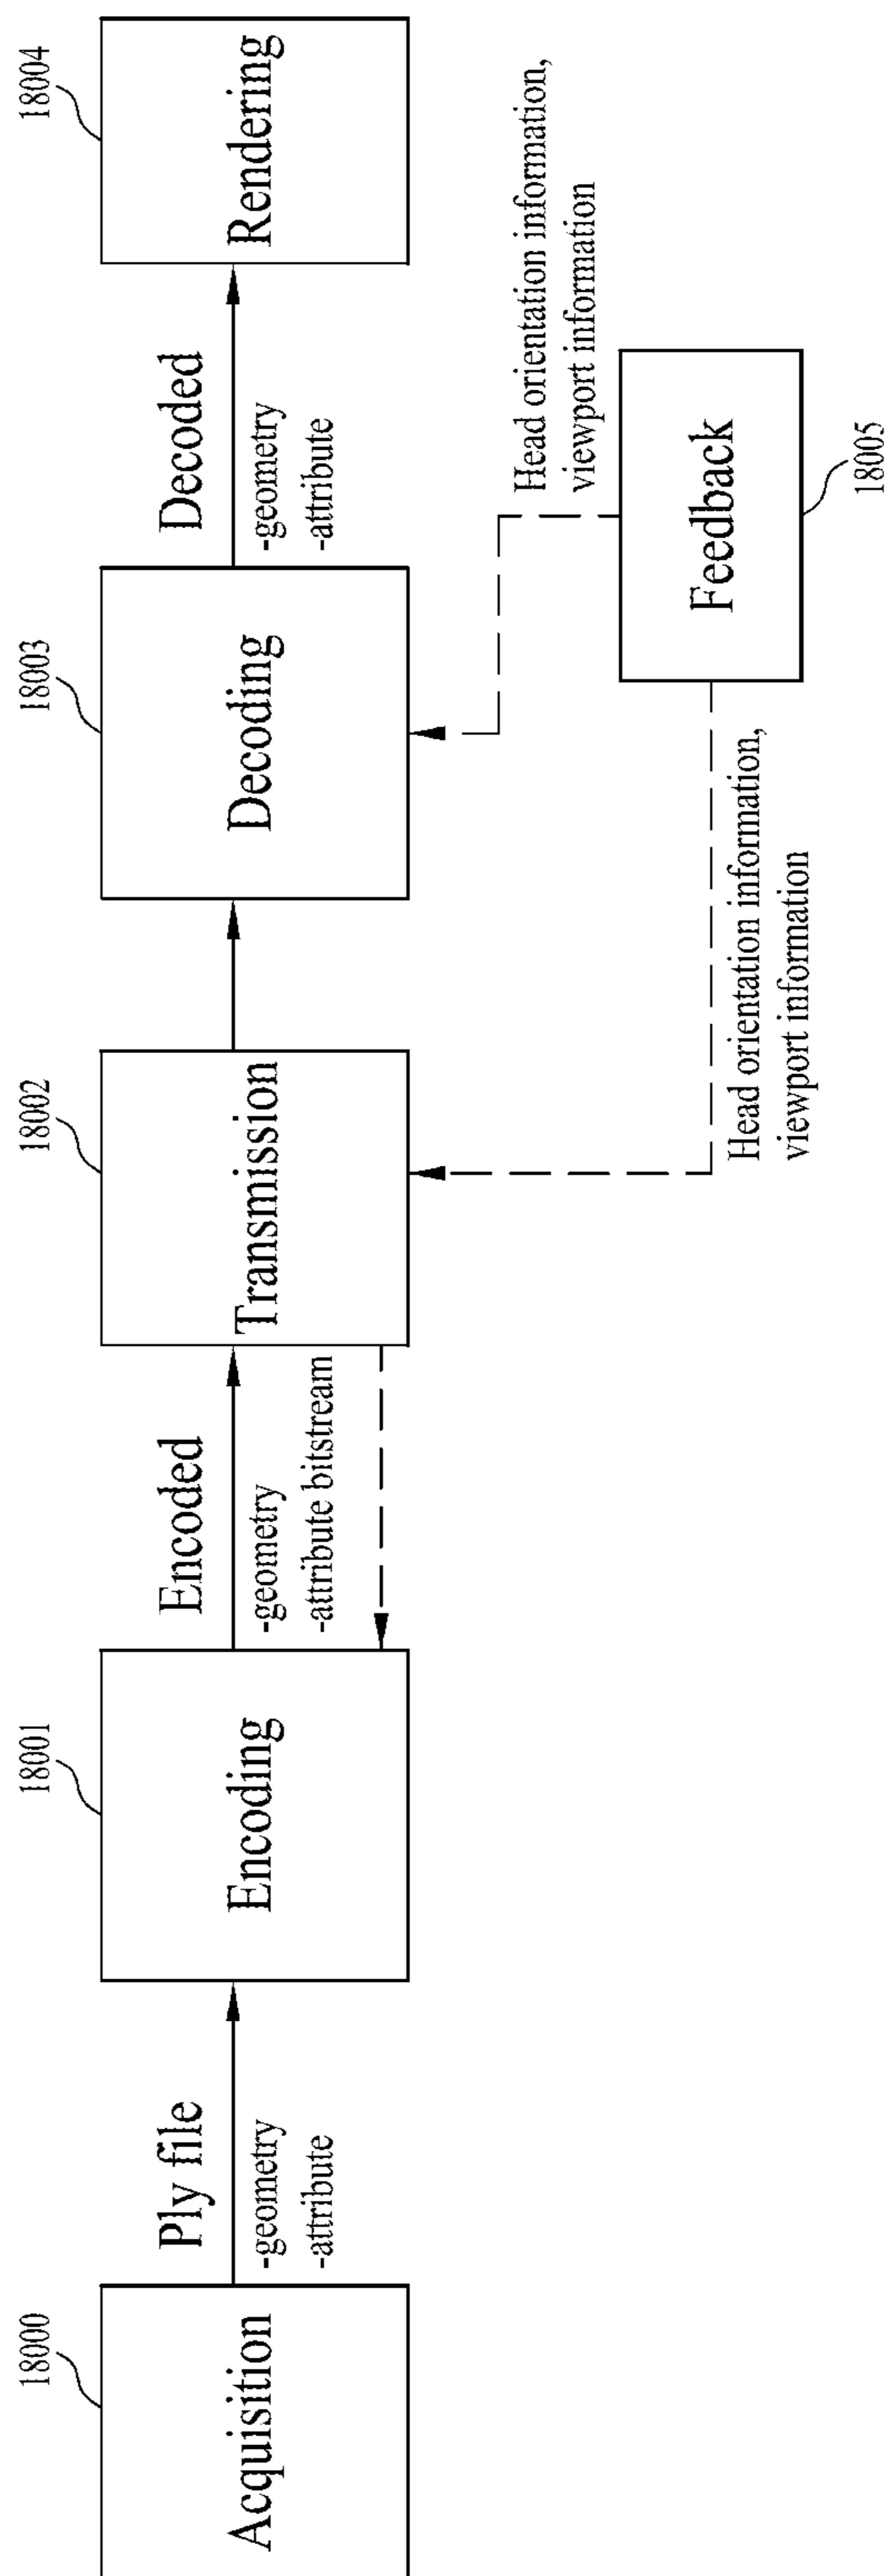 18000
Acquisition
Ply file
-geometry
-attribute
18001
Encoding
Encoded
-geometry
-attribute bitstream
18002
Transmission
18003
Decoding
Decoded
-geometry
-attribute
18004
Rendering
Head orientation information,
viewport information
Head orientation information,
viewport information
Feedback
18005